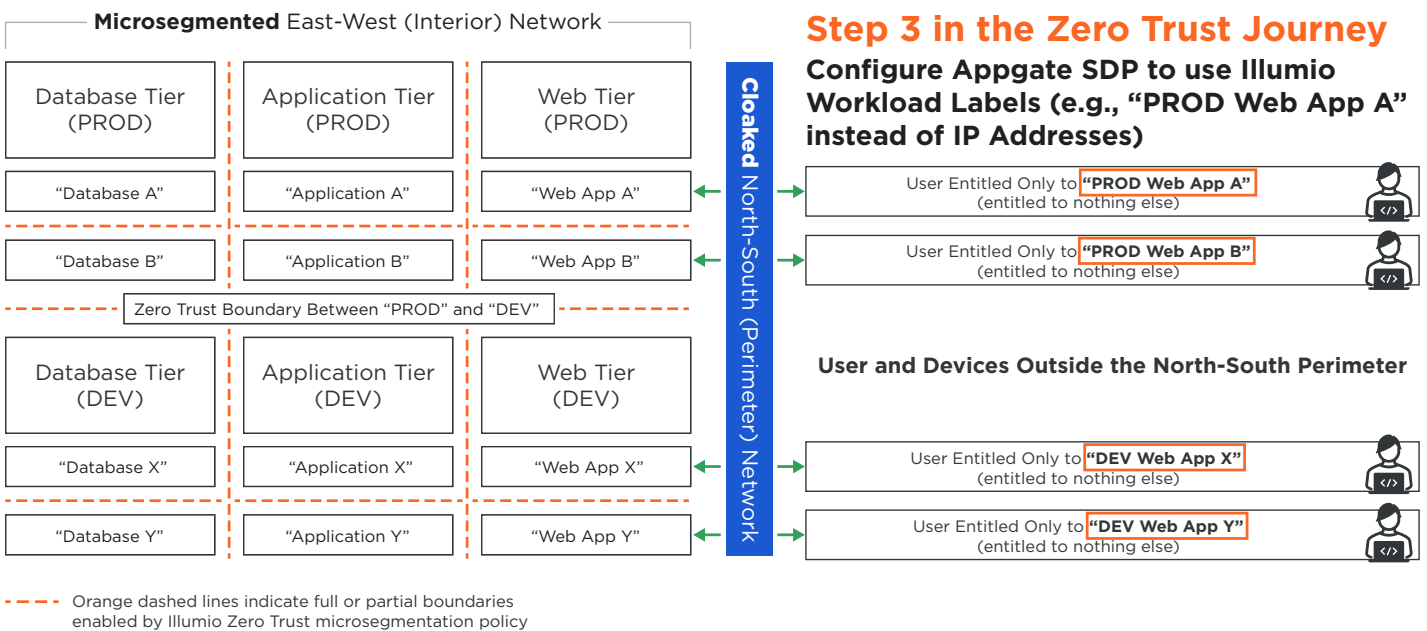 Microsegmented East-West (Interior) Network
Step 3 in the Zero Trust Journey
Configure Appgate SDP to use Illumio
Workload Labels (e.g., “PROD Web App A”
instead of IP Addresses)
Database Tier
(PROD)
Application Tier
(PROD)
Web Tier
(PROD)
“Database A”
“Application A”
“Web App A”
“Database B”
“Application B”
“Web App B”
Zero Trust Boundary Between “PROD” and “DEV”
Database Tier
(DEV)
Application Tier
(DEV)
Web Tier
(DEV)
“Database X”
“Application X”
“Web App X”
“Database Y”
“Application Y”
“Web App Y”
Cloaked North-South (Perimeter) Network
User Entitled Only to “PROD Web App A”
(entitled to nothing else)
</>
User Entitled Only to “PROD Web App B”
(entitled to nothing else)
</>
User and Devices Outside the North-South Perimeter
User Entitled Only to “DEV Web App X”
(entitled to nothing else)
</>
User Entitled Only to “DEV Web App Y”
(entitled to nothing else)
</>
Orange dashed lines indicate full or partial boundaries
enabled by Illumio Zero Trust microsegmentation policy